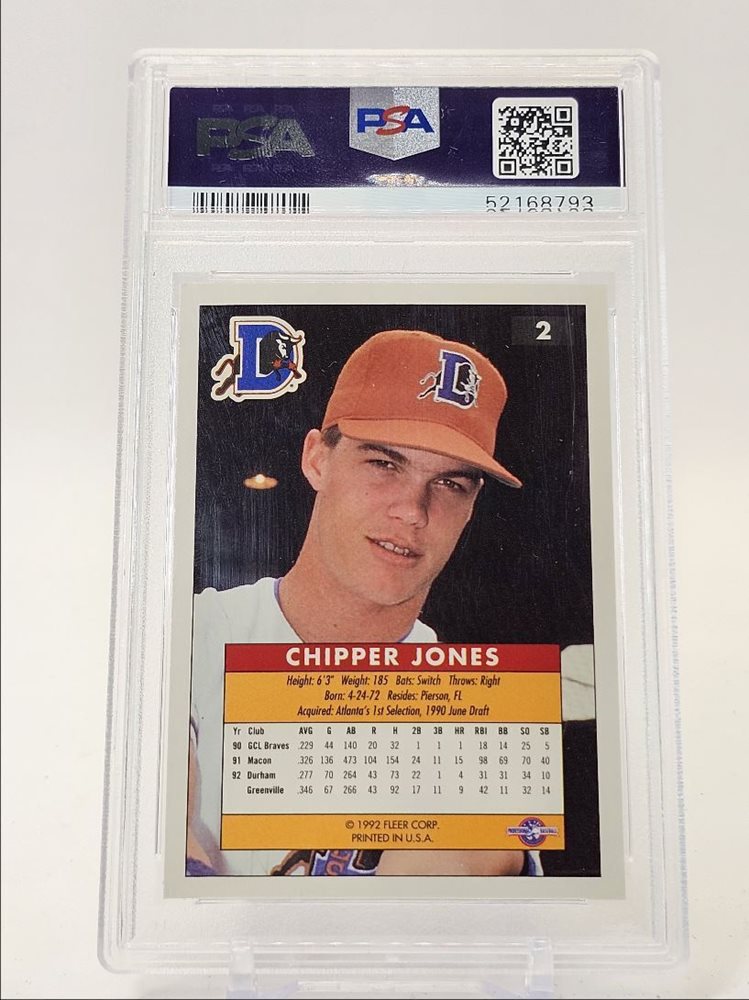 PSA
PSA
52168793
D
2
D
CHIPPER JONES
Height: 6'3" Weight: 185 Bats: Switch Throws: Right
Born: 4-24-72 Resides: Pierson, FL
Acquired: Atlanta's 1st Selection, 1990 June Draft
Yr Club AVG G AB R H 2B 3B HR RBI BB SO SB
90 GCL Braves .229 44 140 20 32 1 1 1 18 14 25 5
91 Macon .326 136 473 104 154 24 11 15 98 69 70 40
92 Durham .277 70 264 43 73 22 1 4 31 31 34 10
Greenville .346 67 266 43 92 17 11 9 42 11 32 14
© 1992 FLEER CORP.
PRINTED IN U.S.A.
PROFESSIONAL BASEBALL